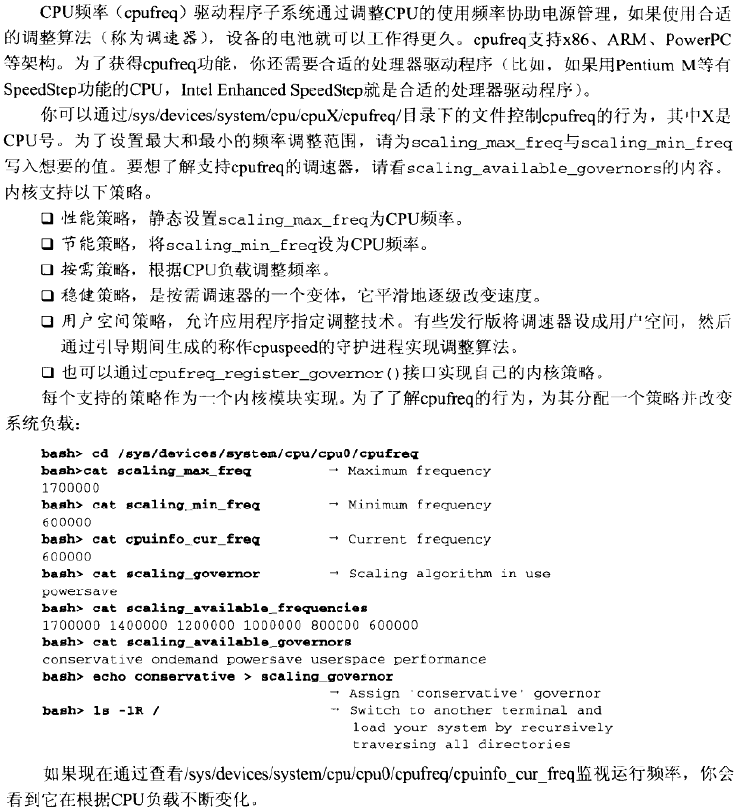 CPU频率（cpufreq）驱动程序子系统通过调整CPU的使用频率协助电源管理，如果使用合适
的调整算法（称为调速器），设备的电池就可以工作得更久。cpufreq支持x86、ARM、PowerPC
等架构。为了获得cpufreq功能，你还需要合适的处理器驱动程序（比如，如果用Pentium M等有
SpeedStep功能的CPU，Intel Enhanced SpeedStep就是合适的处理器驱动程序）。
你可以通过/sys/devices/system/cpu/cpuX/cpufreq/目录下的文件控制cpufreq的行为，其中X是
CPU号。为了设置最大和最小的频率调整范围，请为scaling_max_freq与scaling_min_freq
写入想要的值。要想了解支持cpufreq的调速器，请看scaling_available_governors的内容。
内核支持以下策略。
❑ 性能策略，静态设置scaling_max_freq为CPU频率。
❑ 节能策略，将scaling_min_freq设为CPU频率。
❑ 按需策略，根据CPU负载调整频率。
❑ 稳健策略，是按需调速器的一个变体，它平滑地逐级改变速度。
❑ 用户空间策略，允许应用程序指定调整技术。有些发行版将调速器设成用户空间，然后
通过引导期间生成的称作cpuspeed的守护进程实现调整算法。
❑ 也可以通过cpufreq_register_governor()接口实现自己的内核策略。
每个支持的策略作为一个内核模块实现。为了了解cpufreq的行为，为其分配一个策略并改变
系统负载：
bash> cd /sys/devices/system/cpu/cpu0/cpufreq
bash>cat scaling_max_freq → Maximum frequency
1700000
bash> cat scaling_min_freq → Minimum frequency
600000
bash> cat cpuinfo_cur_freq → Current frequency
600000
bash> cat scaling_governor → Scaling algorithm in use
powersave
bash> cat scaling_available_frequencies
1700000 1400000 1200000 1000000 800000 600000
bash> cat scaling_available_governors
conservative ondemand powersave userspace performance
bash> echo conservative > scaling_governor
→ Assign 'conservative' governor
bash> ls -lR / → Switch to another terminal and
load your system by recursively
traversing all directories
如果现在通过查看/sys/devices/system/cpu/cpu0/cpufreq/cpuinfo_cur_freq监视运行频率，你会
看到它在根据CPU负载不断变化。